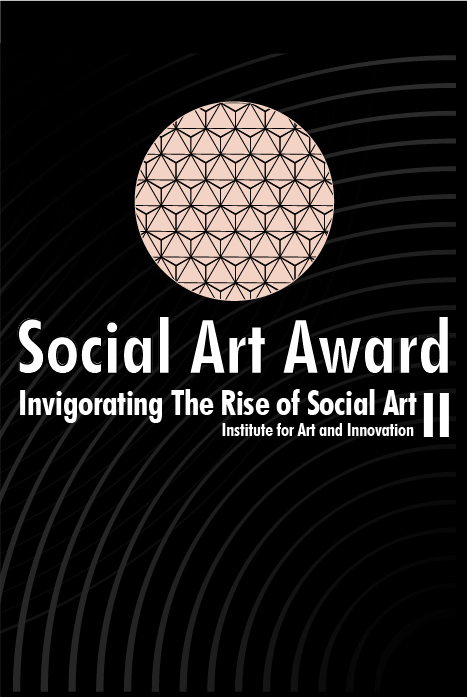 Social Art Award
Invigorating The Rise of Social Art II
Institute for Art and Innovation